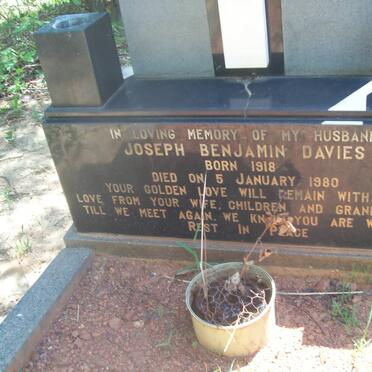 IN LOVING MEMORY OF MY HUSBAN
JOSEPH BENJAMIN DAVIES
BORN 1918
DIED ON 5 JANUARY 1980
YOUR GOLDEN LOVE WILL REMAIN WITH
LOVE FROM YOUR WIFE, CHILDREN AND GRAN
TILL WE MEET AGAIN, WE KNOW YOU ARE W
REST IN PEACE